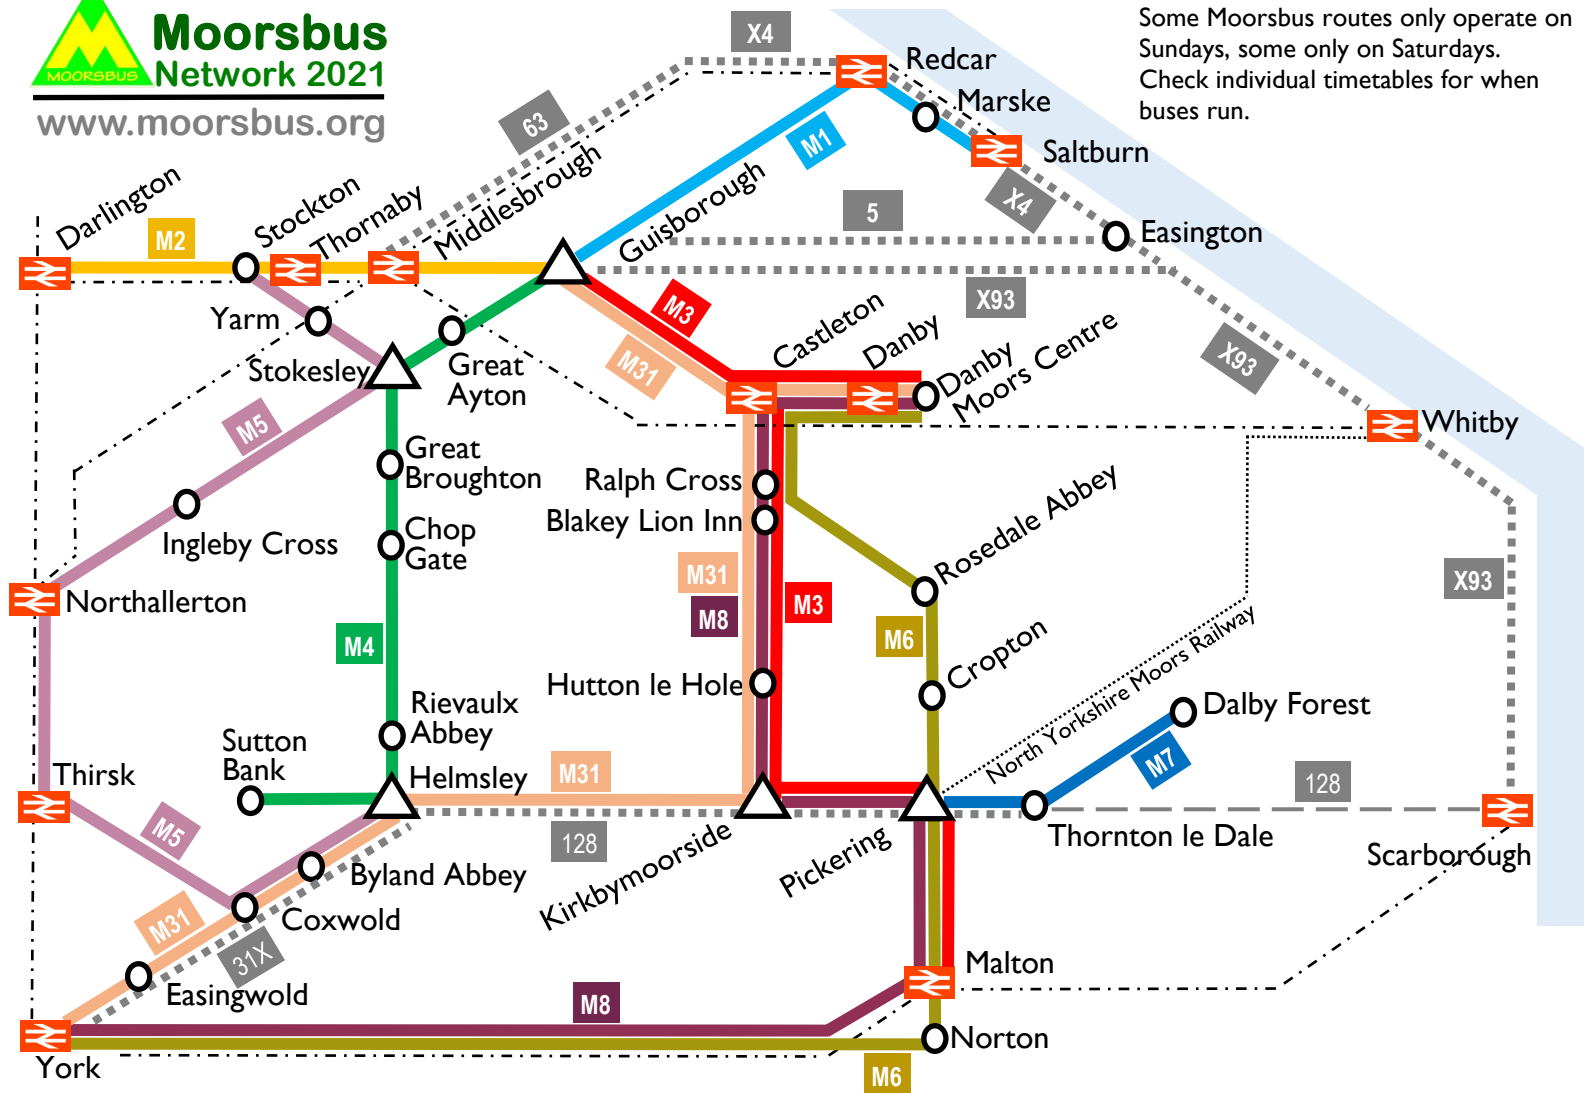 Moorsbus
Network 2021
MOORSBUS
www.moorsbus.org
Some Moorsbus routes only operate on
Sundays, some only on Saturdays.
Check individual timetables for when
buses run.
X4
Redcar
Marske
63
M1
Saltburn
Darlington
M2
Stockton
Thornaby
Middlesbrough
Guisborough
5
X4
Easington
X93
Yarm
Stokesley
Great
Ayton
M3
M31
Castleton
Danby
Danby
Moors Centre
X93
Whitby
M5
Great
Broughton
Ralph Cross
Blakey Lion Inn
Rosedale Abbey
Ingleby Cross
Chop
Gate
M31
M8
M3
X93
Northallerton
M4
M6
Cropton
North Yorkshire Moors Railway
Hutton le Hole
Rievaulx
Abbey
Dalby Forest
M7
Sutton
Bank
Thirsk
Helmsley
M31
128
M5
128
Kirkbymoorside
Pickering
Thornton le Dale
Scarborough
Byland Abbey
Coxwold
M31
31X
Easingwold
Malton
M8
Norton
York
M6